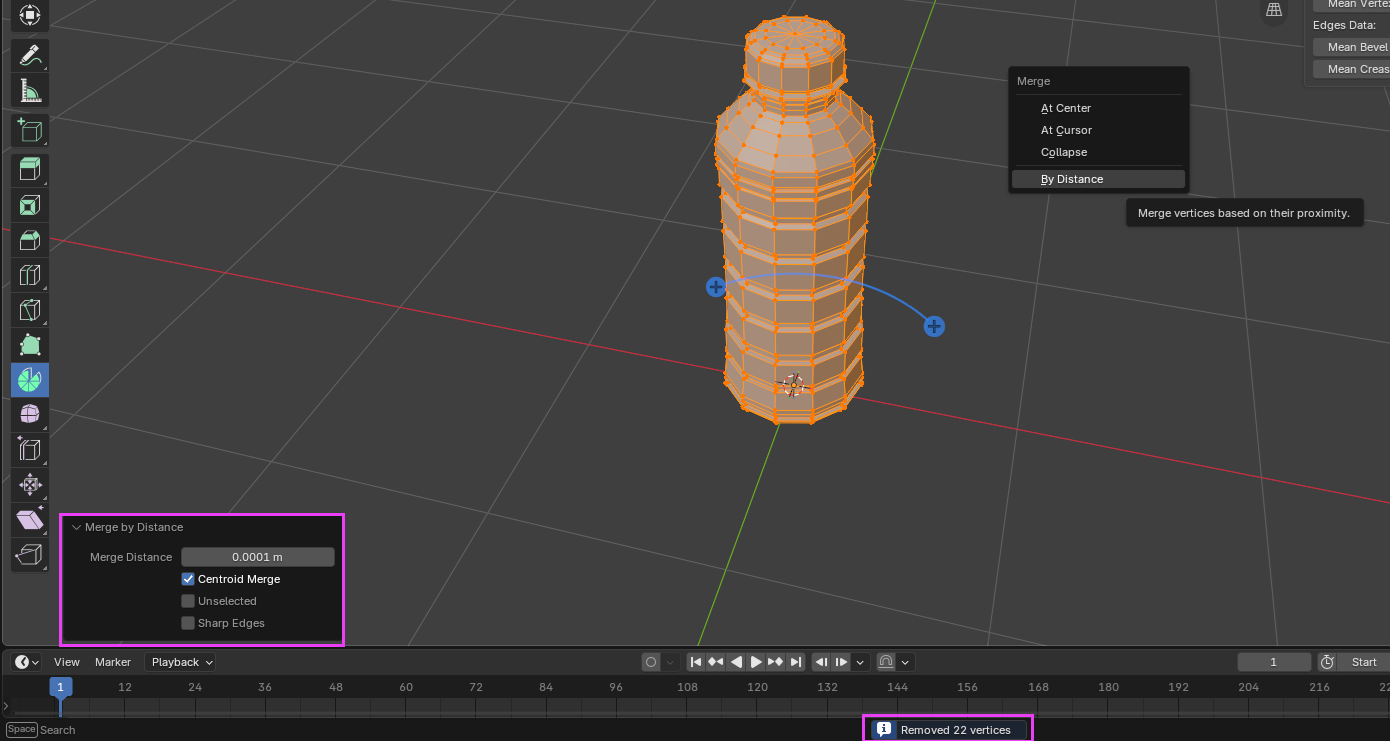 Mean Verte
Edges Data:
Mean Bevel
Mean Creas
Merge
At Center
At Cursor
Collapse
By Distance
Merge vertices based on their proximity.
Merge by Distance
Merge Distance 0.0001 m
Centroid Merge
Unselected
Sharp Edges
View Marker Playback 1 Start
1 12 24 36 48 60 72 84 96 108 120 132 144 156 168 180 192 204 216 22
Space Search Removed 22 vertices